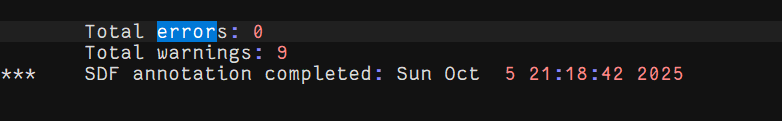 Total errors: 0
Total warnings: 9
*** SDF annotation completed: Sun Oct  5 21:18:42 2025